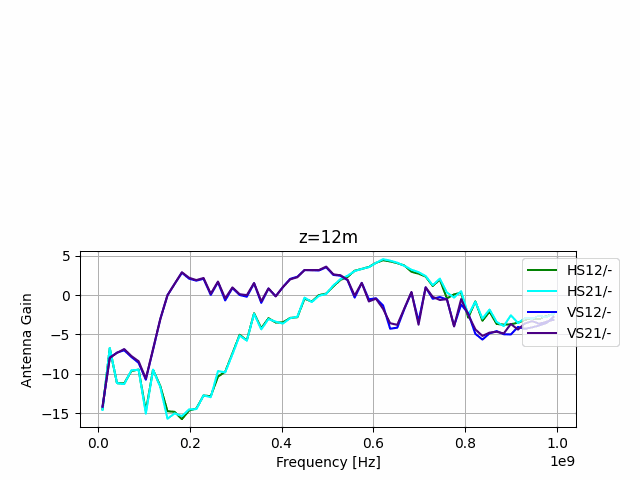 z=12m
5
0
−5
−10
−15
Antenna Gain
0.0 0.2 0.4 0.6 0.8 1.0
1e9
Frequency [Hz]
HS12/-
HS21/-
VS12/-
VS21/-